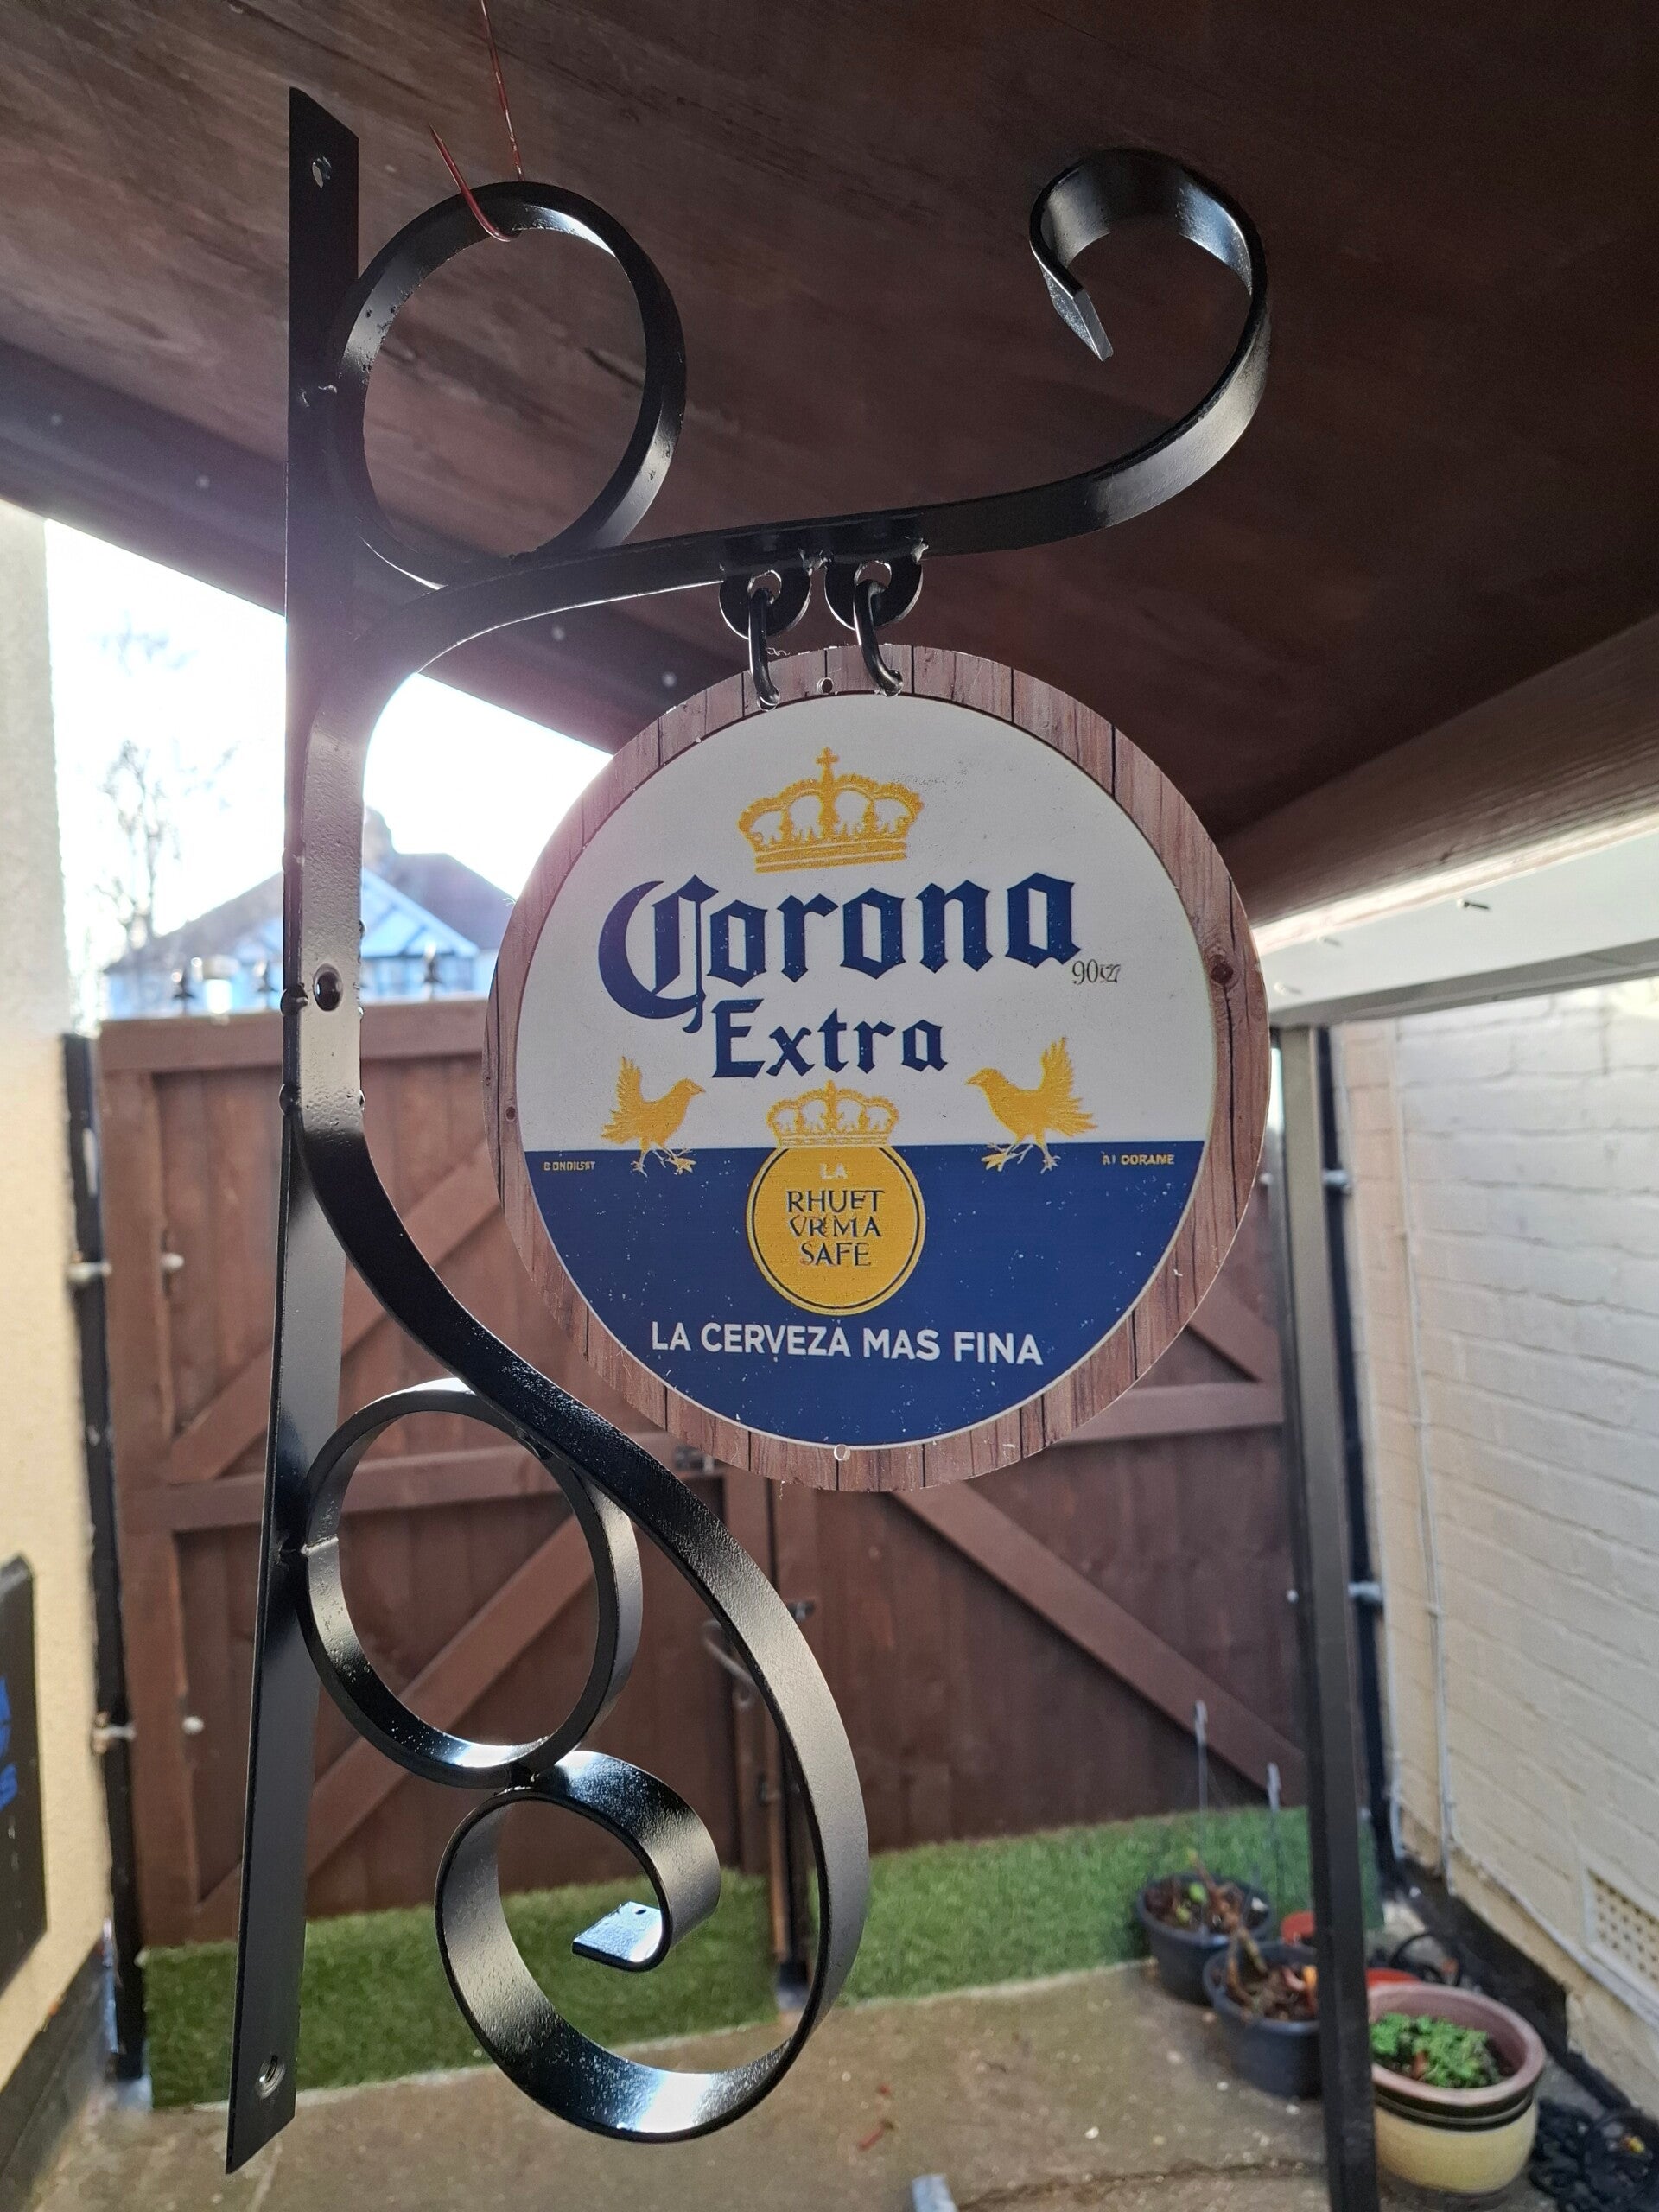 Corona
Extra
LA
RHUET
VRMA
SAFE
LA CERVEZA MAS FINA